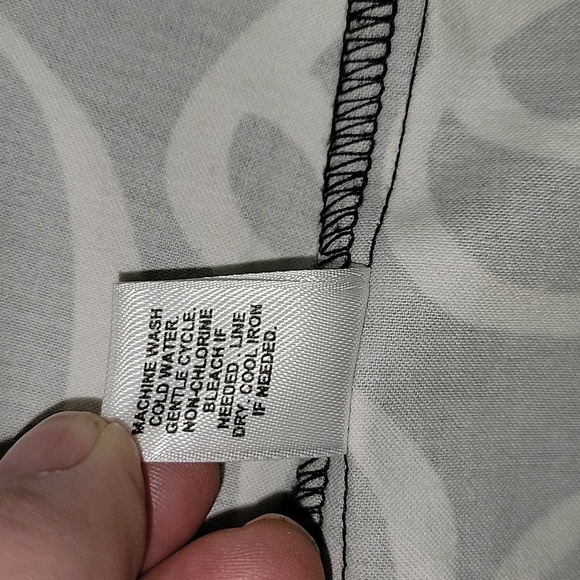 MACHINE WASH
COLD WATER.
GENTLE CYCLE.
NON-CHLORINE
BLEACH IF
NEEDED. LINE
DRY. COOL IRON
IF NEEDED.